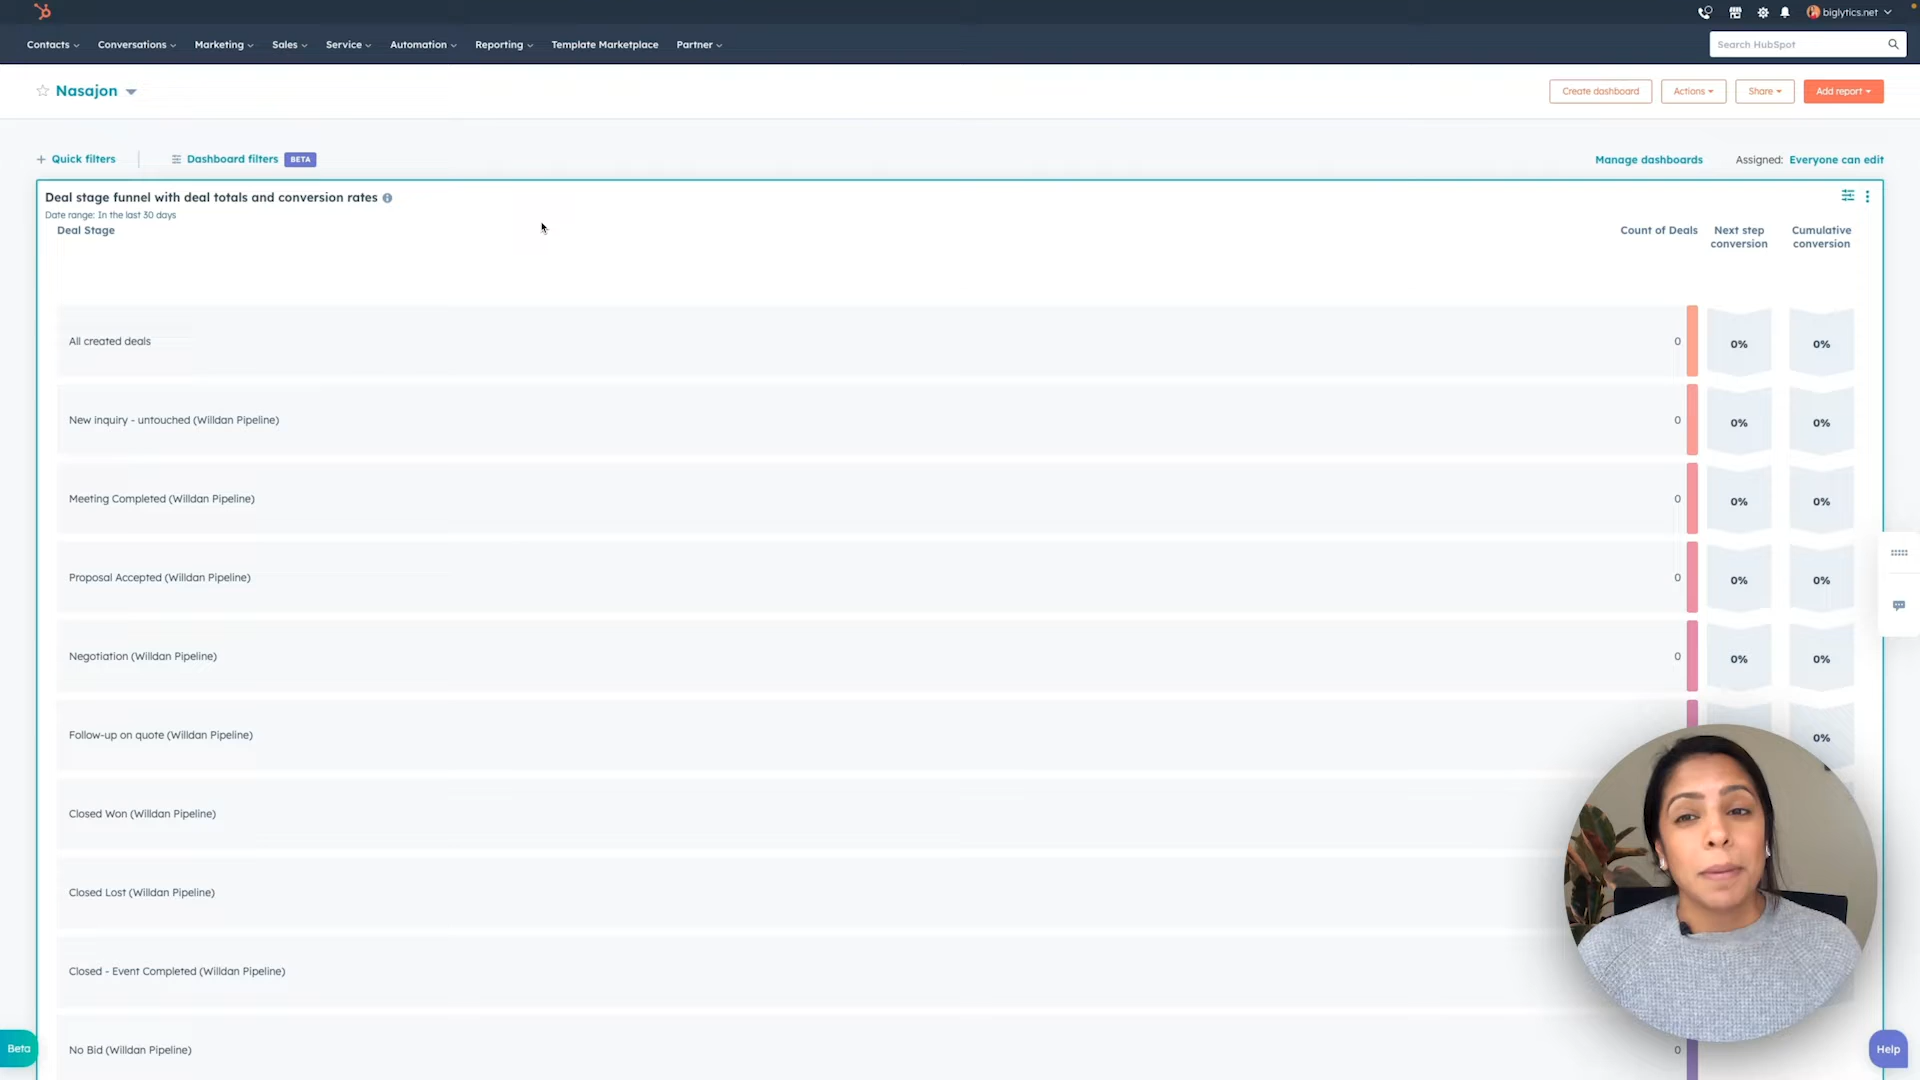 biglytics.net
Contacts
Conversations
Marketing
Sales
Service
Automation
Reporting
Template Marketplace
Partner
Search HubSpot
Nasajon
Create dashboard
Actions
Share
Add report
+ Quick filters
Dashboard filters BETA
Manage dashboards
Assigned: Everyone can edit
Deal stage funnel with deal totals and conversion rates
Date range: In the last 30 days
Deal Stage
Count of Deals
Next step
conversion
Cumulative
conversion
All created deals 0 0% 0%
New inquiry - untouched (Willdan Pipeline) 0 0% 0%
Meeting Completed (Willdan Pipeline) 0 0% 0%
Proposal Accepted (Willdan Pipeline) 0 0% 0%
Negotiation (Willdan Pipeline) 0 0% 0%
Follow-up on quote (Willdan Pipeline) 0%
Closed Won (Willdan Pipeline)
Closed Lost (Willdan Pipeline)
Closed - Event Completed (Willdan Pipeline)
No Bid (Willdan Pipeline) 0
Beta
Help